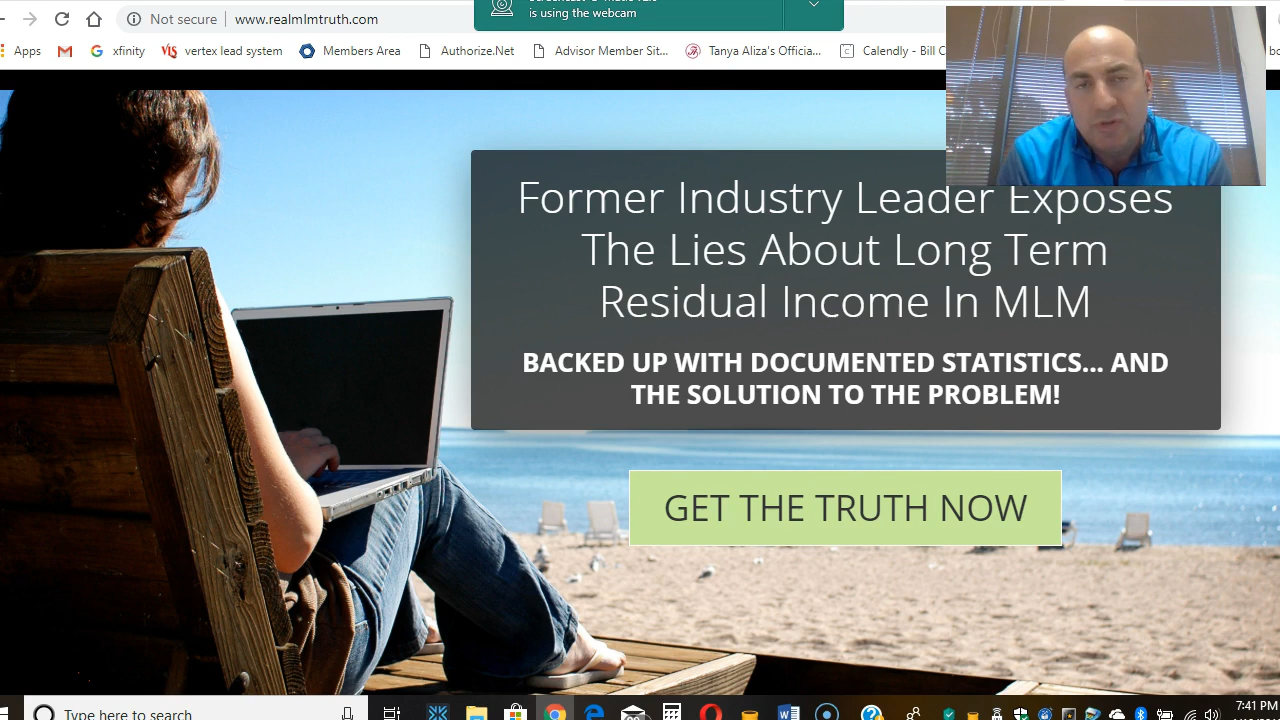 Not secure | www.realmlmtruth.com
is using the webcam
Apps xfinity vertex lead system Members Area Authorize.Net Advisor Member Sit... Tanya Aliza's Officia... Calendly - Bill C
Former Industry Leader Exposes
The Lies About Long Term
Residual Income In MLM
BACKED UP WITH DOCUMENTED STATISTICS... AND
THE SOLUTION TO THE PROBLEM!
GET THE TRUTH NOW
Type here to search
7:41 PM